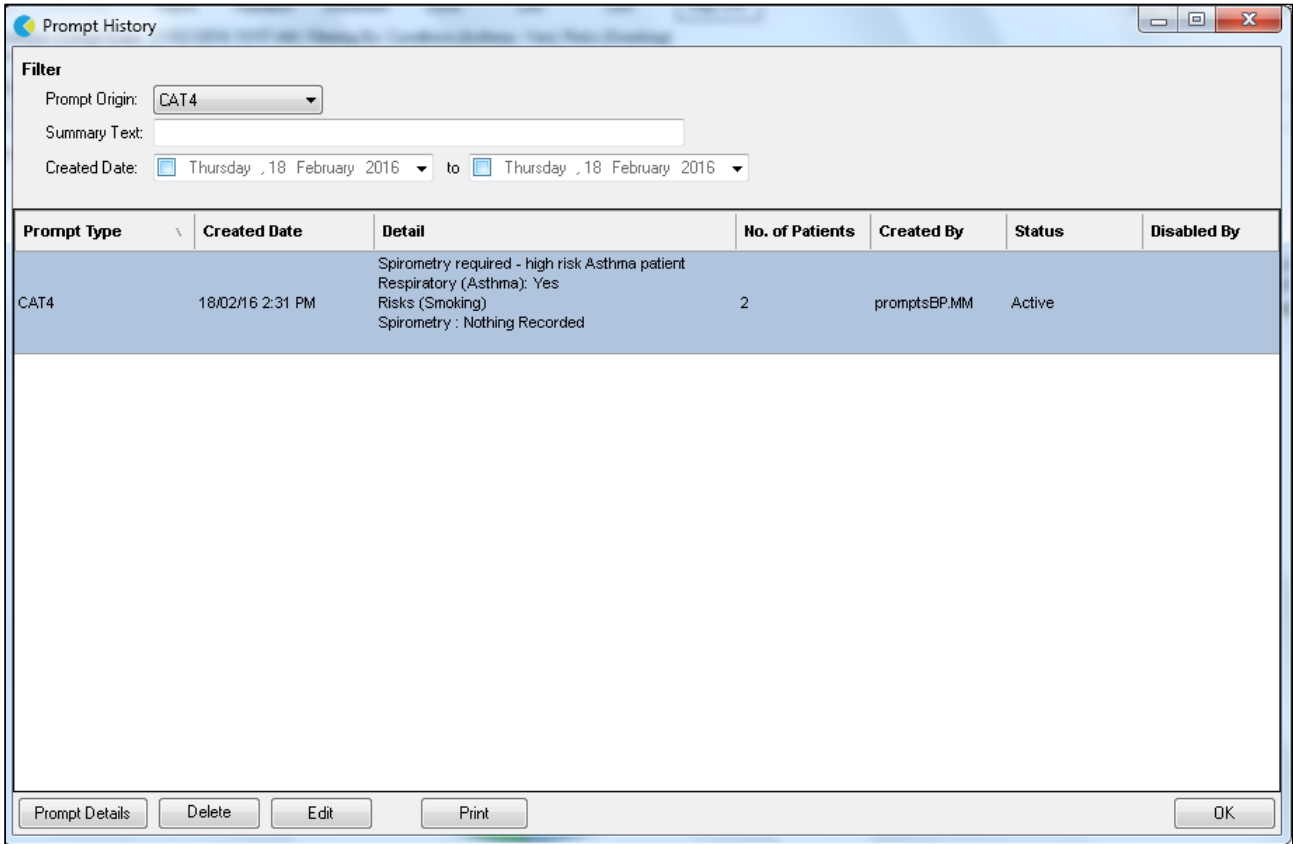 Prompt History
Filter
Prompt Origin: CAT4
Summary Text:
Created Date: Thursday , 18 February 2016 to Thursday , 18 February 2016
Prompt Type Created Date Detail No. of Patients Created By Status Disabled By
Spirometry required - high risk Asthma patient
Respiratory (Asthma): Yes
CAT4 18/02/16 2:31 PM Risks (Smoking) 2 promptsBP.MM Active
Spirometry : Nothing Recorded
Prompt Details Delete Edit Print OK